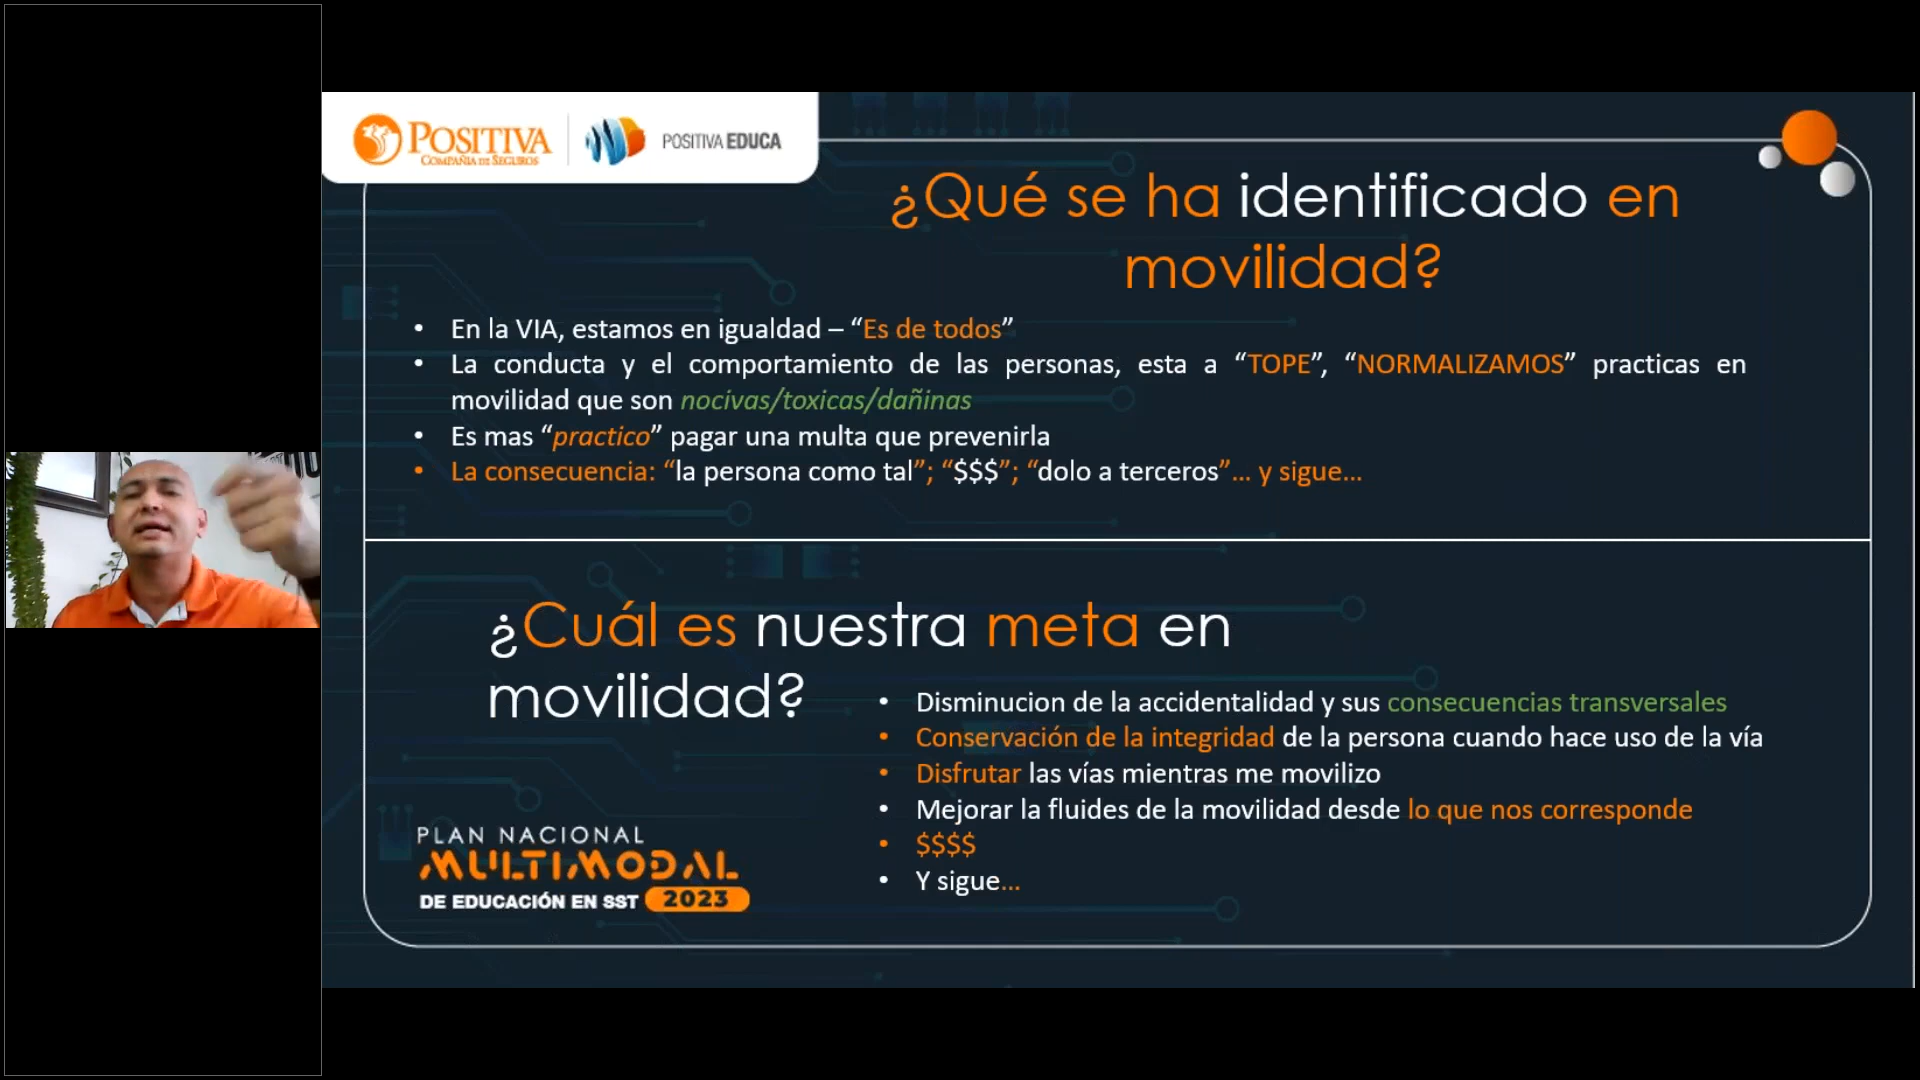 POSITIVA
COMPAÑIA DE SEGUROS
POSITIVA EDUCA
¿Qué se ha identificado en
movilidad?
• En la VIA, estamos en igualdad – “Es de todos”
• La conducta y el comportamiento de las personas, esta a “TOPE”, “NORMALIZAMOS” practicas en
movilidad que son nocivas/toxicas/dañinas
• Es mas “practico” pagar una multa que prevenirla
• La consecuencia: “la persona como tal”; “$$$”; “dolo a terceros”… y sigue…
¿Cuál es nuestra meta en
movilidad?
• Disminucion de la accidentalidad y sus consecuencias transversales
• Conservación de la integridad de la persona cuando hace uso de la vía
• Disfrutar las vías mientras me movilizo
• Mejorar la fluides de la movilidad desde lo que nos corresponde
• $$$$
• Y sigue…
PLAN NACIONAL
MULTIMODAL
DE EDUCACIÓN EN SST 2023